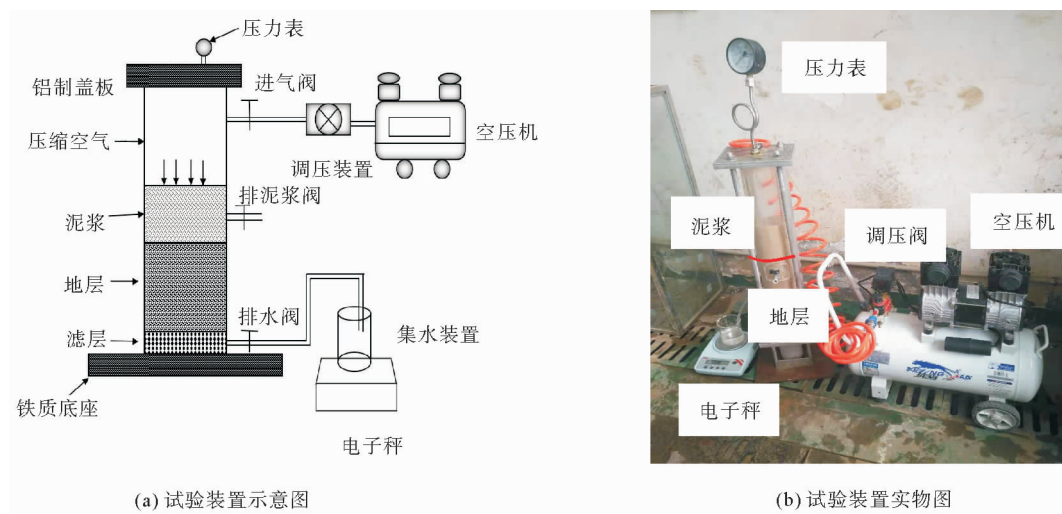 压力表
铝制盖板
进气阀
压缩空气
空压机
调压装置
排泥浆阀
泥浆
地层
排水阀
滤层
集水装置
铁质底座
电子秤
(a) 试验装置示意图
压力表
泥浆
调压阀
空压机
地层
电子秤
(b) 试验装置实物图